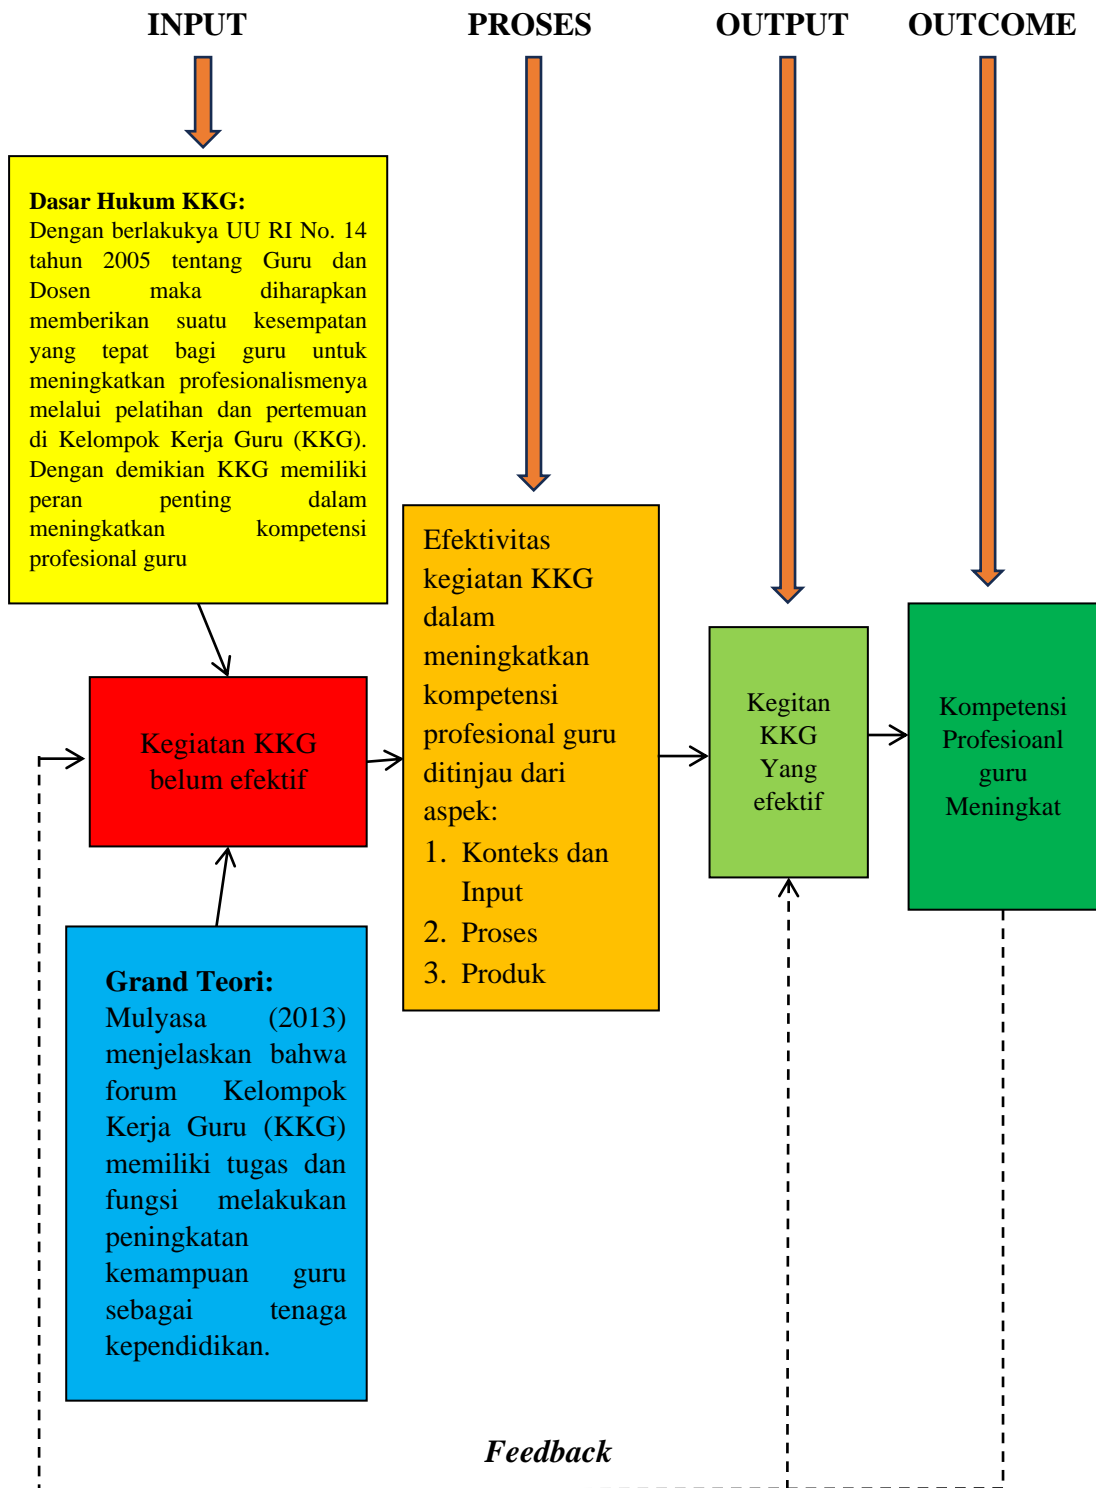 INPUT
PROSES
OUTPUT
OUTCOME
Dasar Hukum KKG:
Dengan berlakukya UU RI No. 14
tahun 2005 tentang Guru dan
Dosen maka diharapkan
memberikan suatu kesempatan
yang tepat bagi guru untuk
meningkatkan profesionalismenya
melalui pelatihan dan pertemuan
di Kelompok Kerja Guru (KKG).
Dengan demikian KKG memiliki
peran penting dalam
meningkatkan kompetensi
profesional guru
Kegiatan KKG
belum efektif
Grand Teori:
Mulyasa (2013)
menjelaskan bahwa
forum Kelompok
Kerja Guru (KKG)
memiliki tugas dan
fungsi melakukan
peningkatan
kemampuan guru
sebagai tenaga
kependidikan.
Efektivitas
kegiatan KKG
dalam
meningkatkan
kompetensi
profesional guru
ditinjau dari
aspek:
1. Konteks dan
Input
2. Proses
3. Produk
Kegitan
KKG
Yang
efektif
Kompetensi
Profesioanl
guru
Meningkat
Feedback